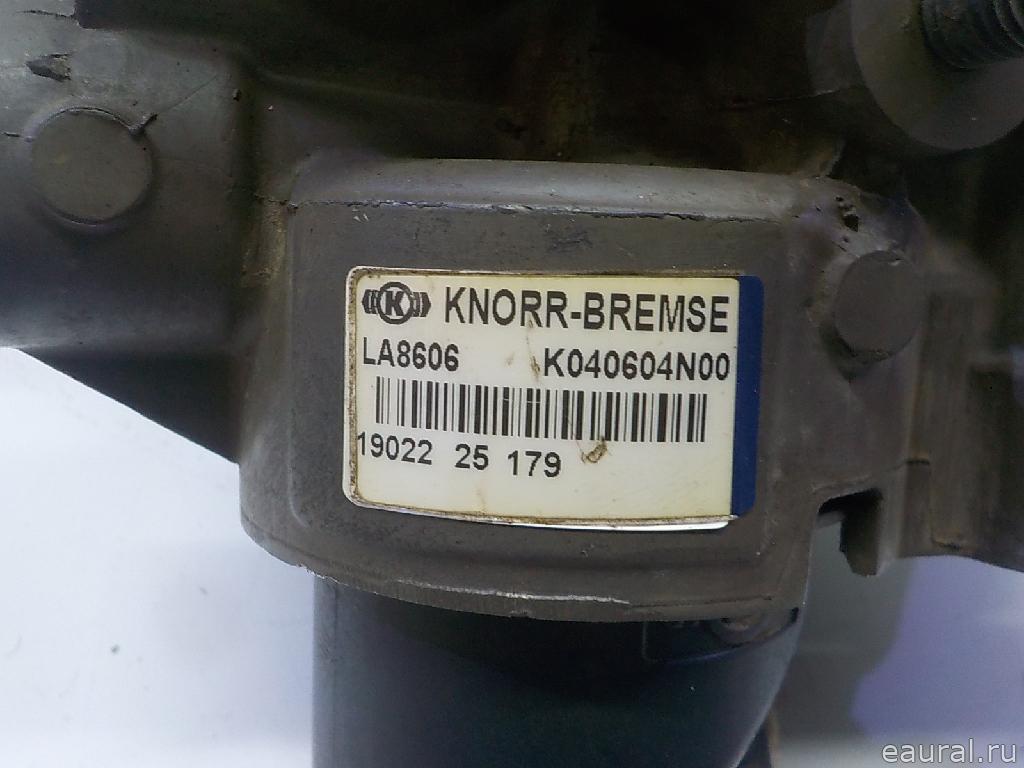 K KNORR-BREMSE
LA8606 K040604N00
19022 25 179
eaural.ru